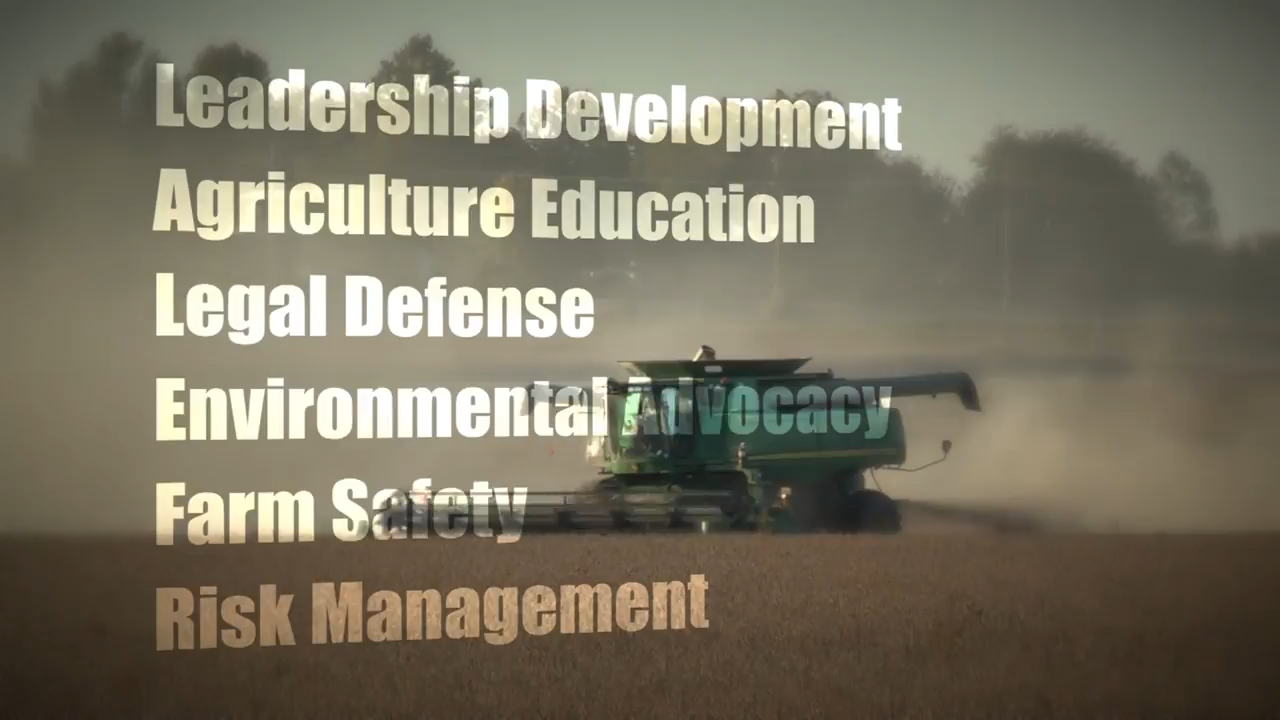 Leadership Development
Agriculture Education
Legal Defense
Environmental Advocacy
Farm Safety
Risk Management